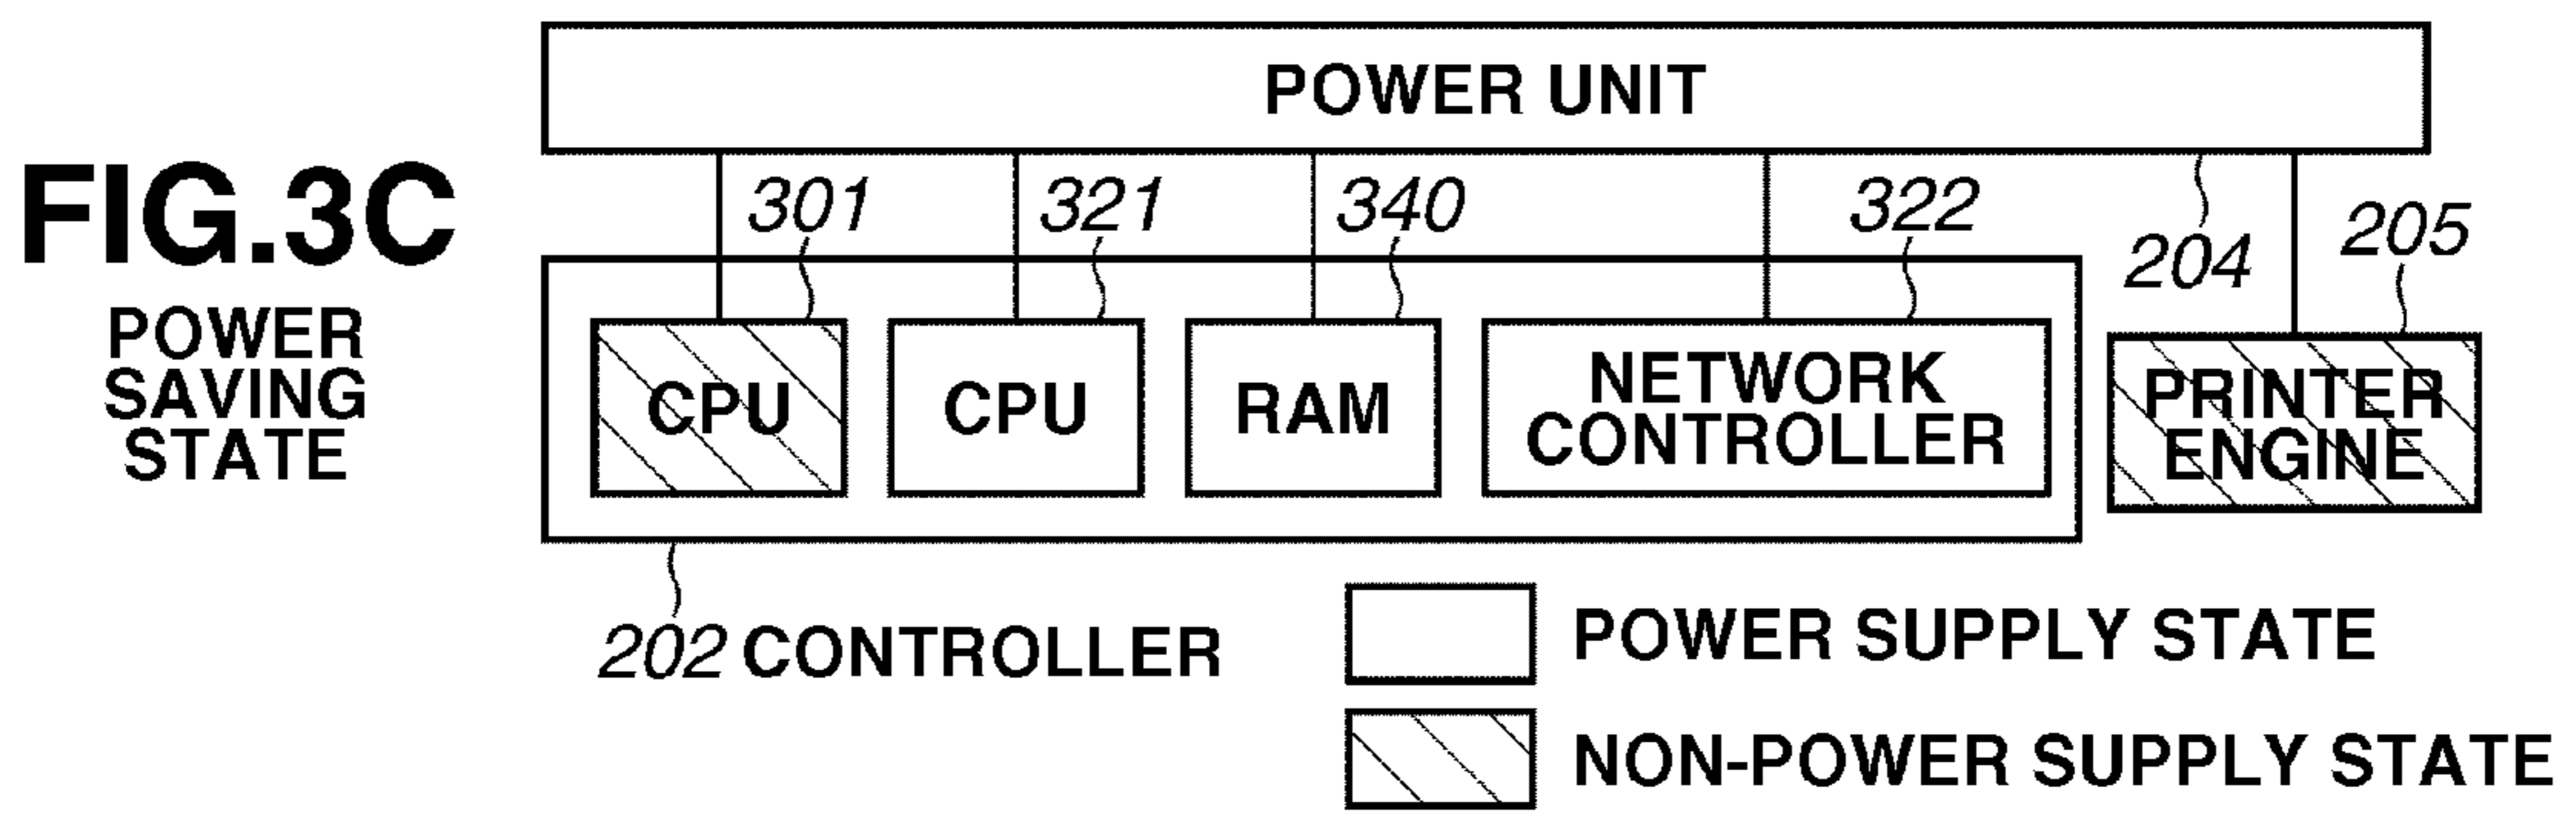 POWER UNIT
FIG.3C
POWER
SAVING
STATE
301
321
340
322
204
205
CPU
CPU
RAM
NETWORK
CONTROLLER
PRINTER
ENGINE
202 CONTROLLER
POWER SUPPLY STATE
NON-POWER SUPPLY STATE